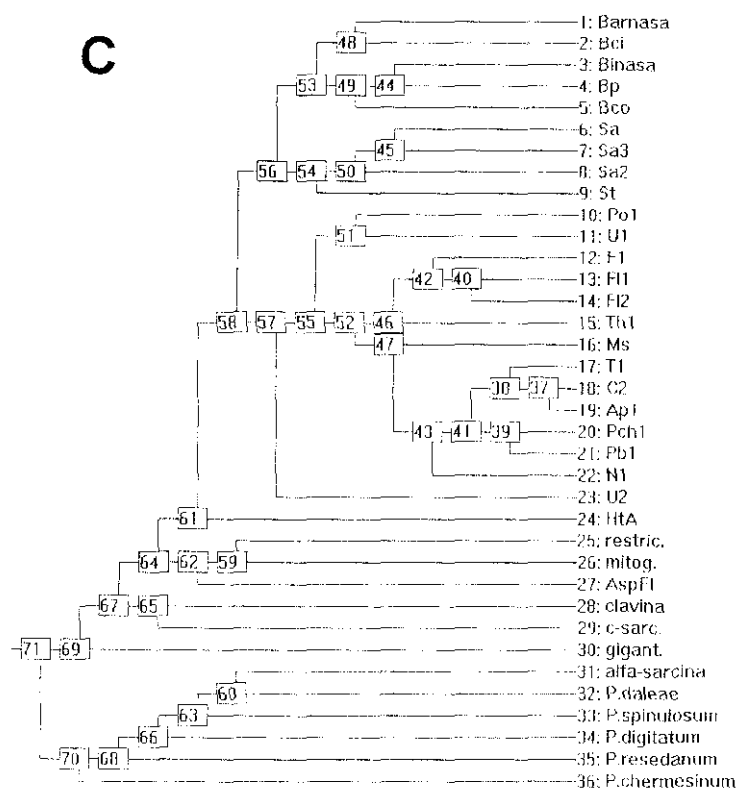 C
1: Barnasa
48
2: Bci
3: Binasa
53
49
44
4: Bp
5: Bco
6: Sa
45
7: Sa3
56
54
50
8: Sa2
9: St
10: Po1
51
11: U1
12: F1
42
40
13: Fl1
14: Fl2
58
57
55
52
46
15: Th1
47
16: Ms
17: T1
38
37
18: C2
19: Ap1
43
41
39
20: Pch1
21: Pb1
22: N1
23: U2
61
24: HtA
25: restric.
64
62
59
26: mitog.
27: AspfI
67
65
28: clavina
29: c-sarc.
71
69
30: gigant.
31: alfa-sarcina
60
32: P.daleae
63
33: P.spinulosum
66
34: P.digitatum
70
68
35: P.resedanum
36: P.chermesinum